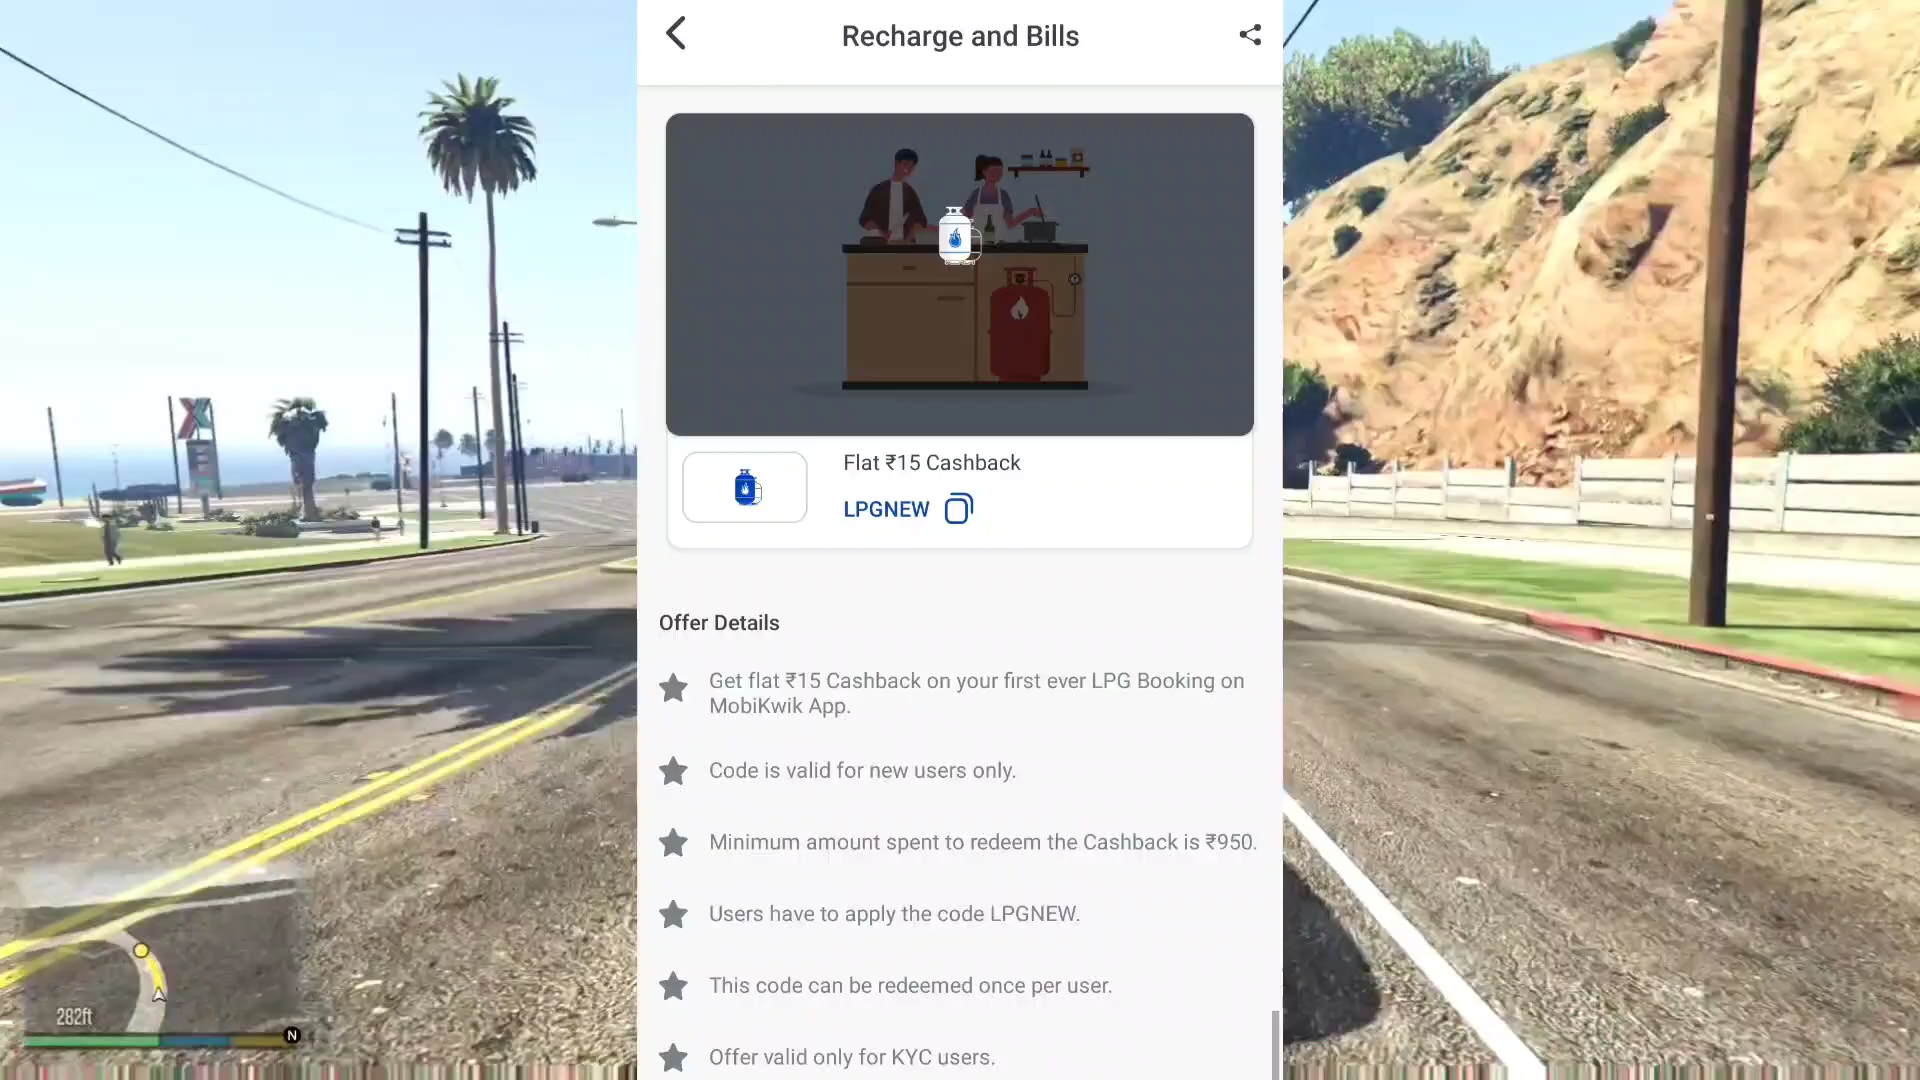 Recharge and Bills
Flat ₹15 Cashback
LPGNEW
Offer Details
Get flat ₹15 Cashback on your first ever LPG Booking on
MobiKwik App.
Code is valid for new users only.
Minimum amount spent to redeem the Cashback is ₹950.
Users have to apply the code LPGNEW.
This code can be redeemed once per user.
Offer valid only for KYC users.
282ft
N